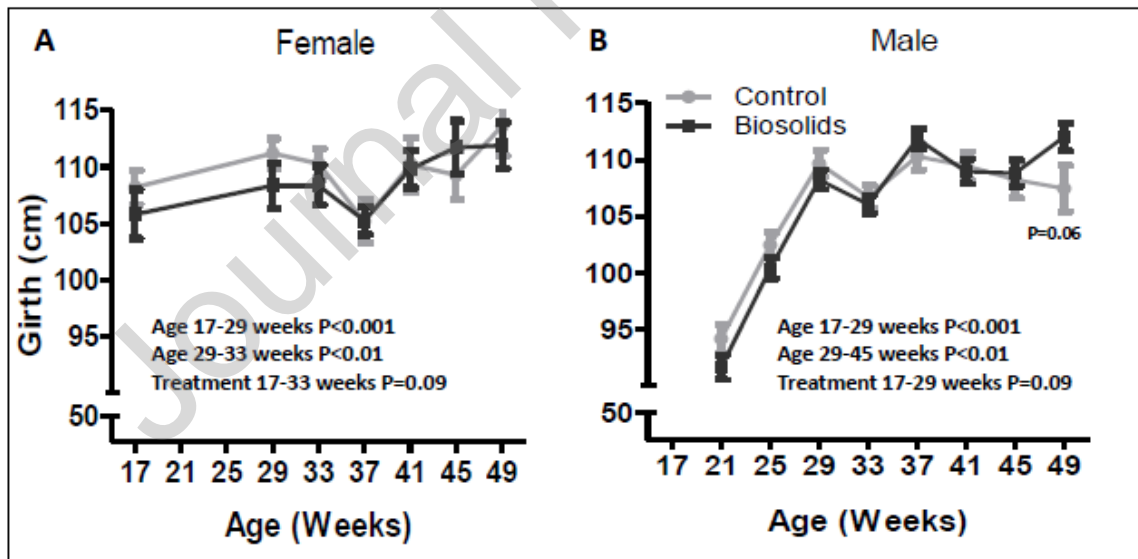 A
Female
115
110
105
100
95
50
Girth (cm)
Age 17-29 weeks P<0.001
Age 29-33 weeks P<0.01
Treatment 17-33 weeks P=0.09
17 21 25 29 33 37 41 45 49
Age (Weeks)
B
Male
Control
Biosolids
115
110
105
100
95
50
P=0.06
Age 17-29 weeks P<0.001
Age 29-45 weeks P<0.01
Treatment 17-29 weeks P=0.09
17 21 25 29 33 37 41 45 49
Age (Weeks)
Journal